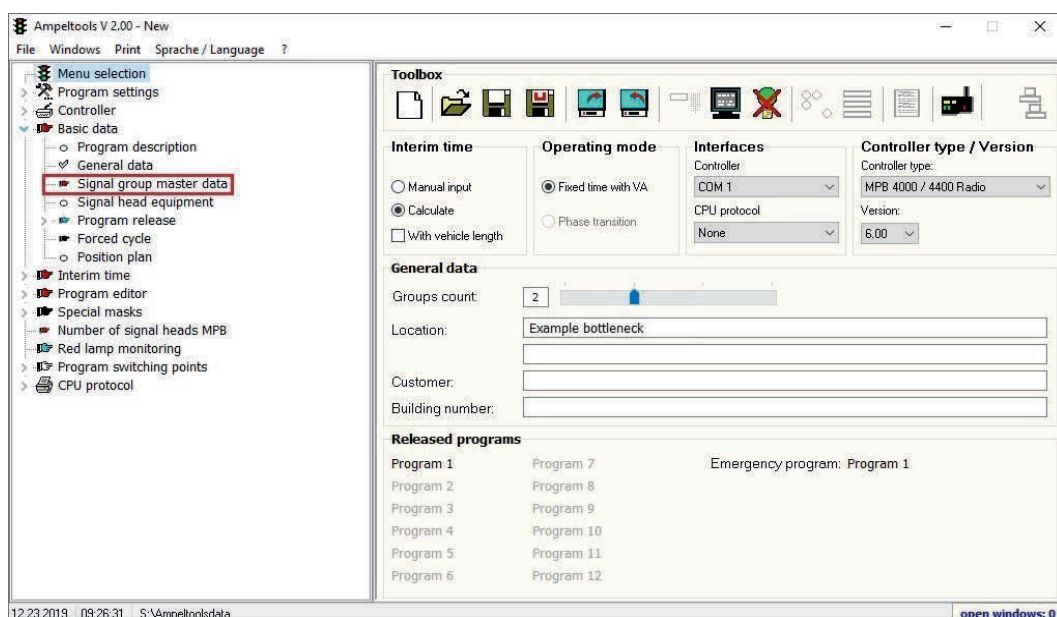 Ampeltools V 2.00 - New
File Windows Print Sprache / Language ?
Menu selection
Program settings
Controller
Basic data
Program description
General data
Signal group master data
Signal head equipment
Program release
Forced cycle
Position plan
Interim time
Program editor
Special masks
Number of signal heads MPB
Red lamp monitoring
Program switching points
CPU protocol
Toolbox
Interim time
Manual input
Calculate
With vehicle length
Operating mode
Fixed time with VA
Phase transition
Interfaces
Controller
COM 1
CPU protocol
None
Controller type / Version
Controller type:
MPB 4000 / 4400 Radio
Version:
6.00
General data
Groups count: 2
Location: Example bottleneck
Customer:
Building number:
Released programs
Program 1 Program 7 Emergency program: Program 1
Program 2 Program 8
Program 3 Program 9
Program 4 Program 10
Program 5 Program 11
Program 6 Program 12
12.23.2019 09:26:31 S:\Ampeltoolsdata open windows: 0